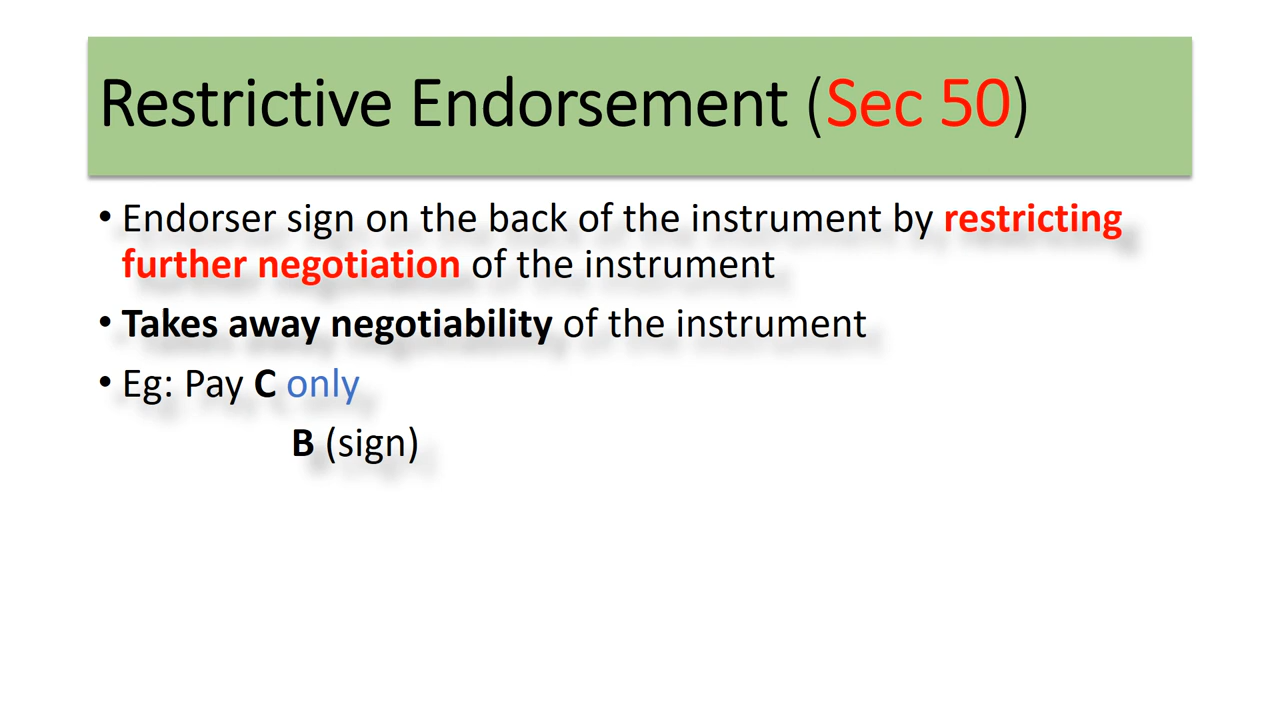 Restrictive Endorsement (Sec 50)
• Endorser sign on the back of the instrument by restricting
further negotiation of the instrument
• Takes away negotiability of the instrument
• Eg: Pay C only
B (sign)